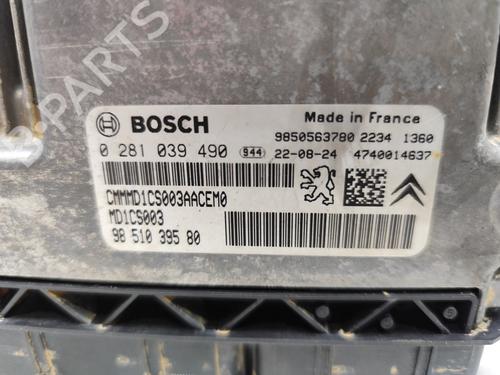 B-PARTS
BOSCH
Made in France
9850563780 2234 1360
0 281 039 490 944 22-08-24 4740014637
CMMMD1CS003AACEM0
MD1CS003
98 510 395 80